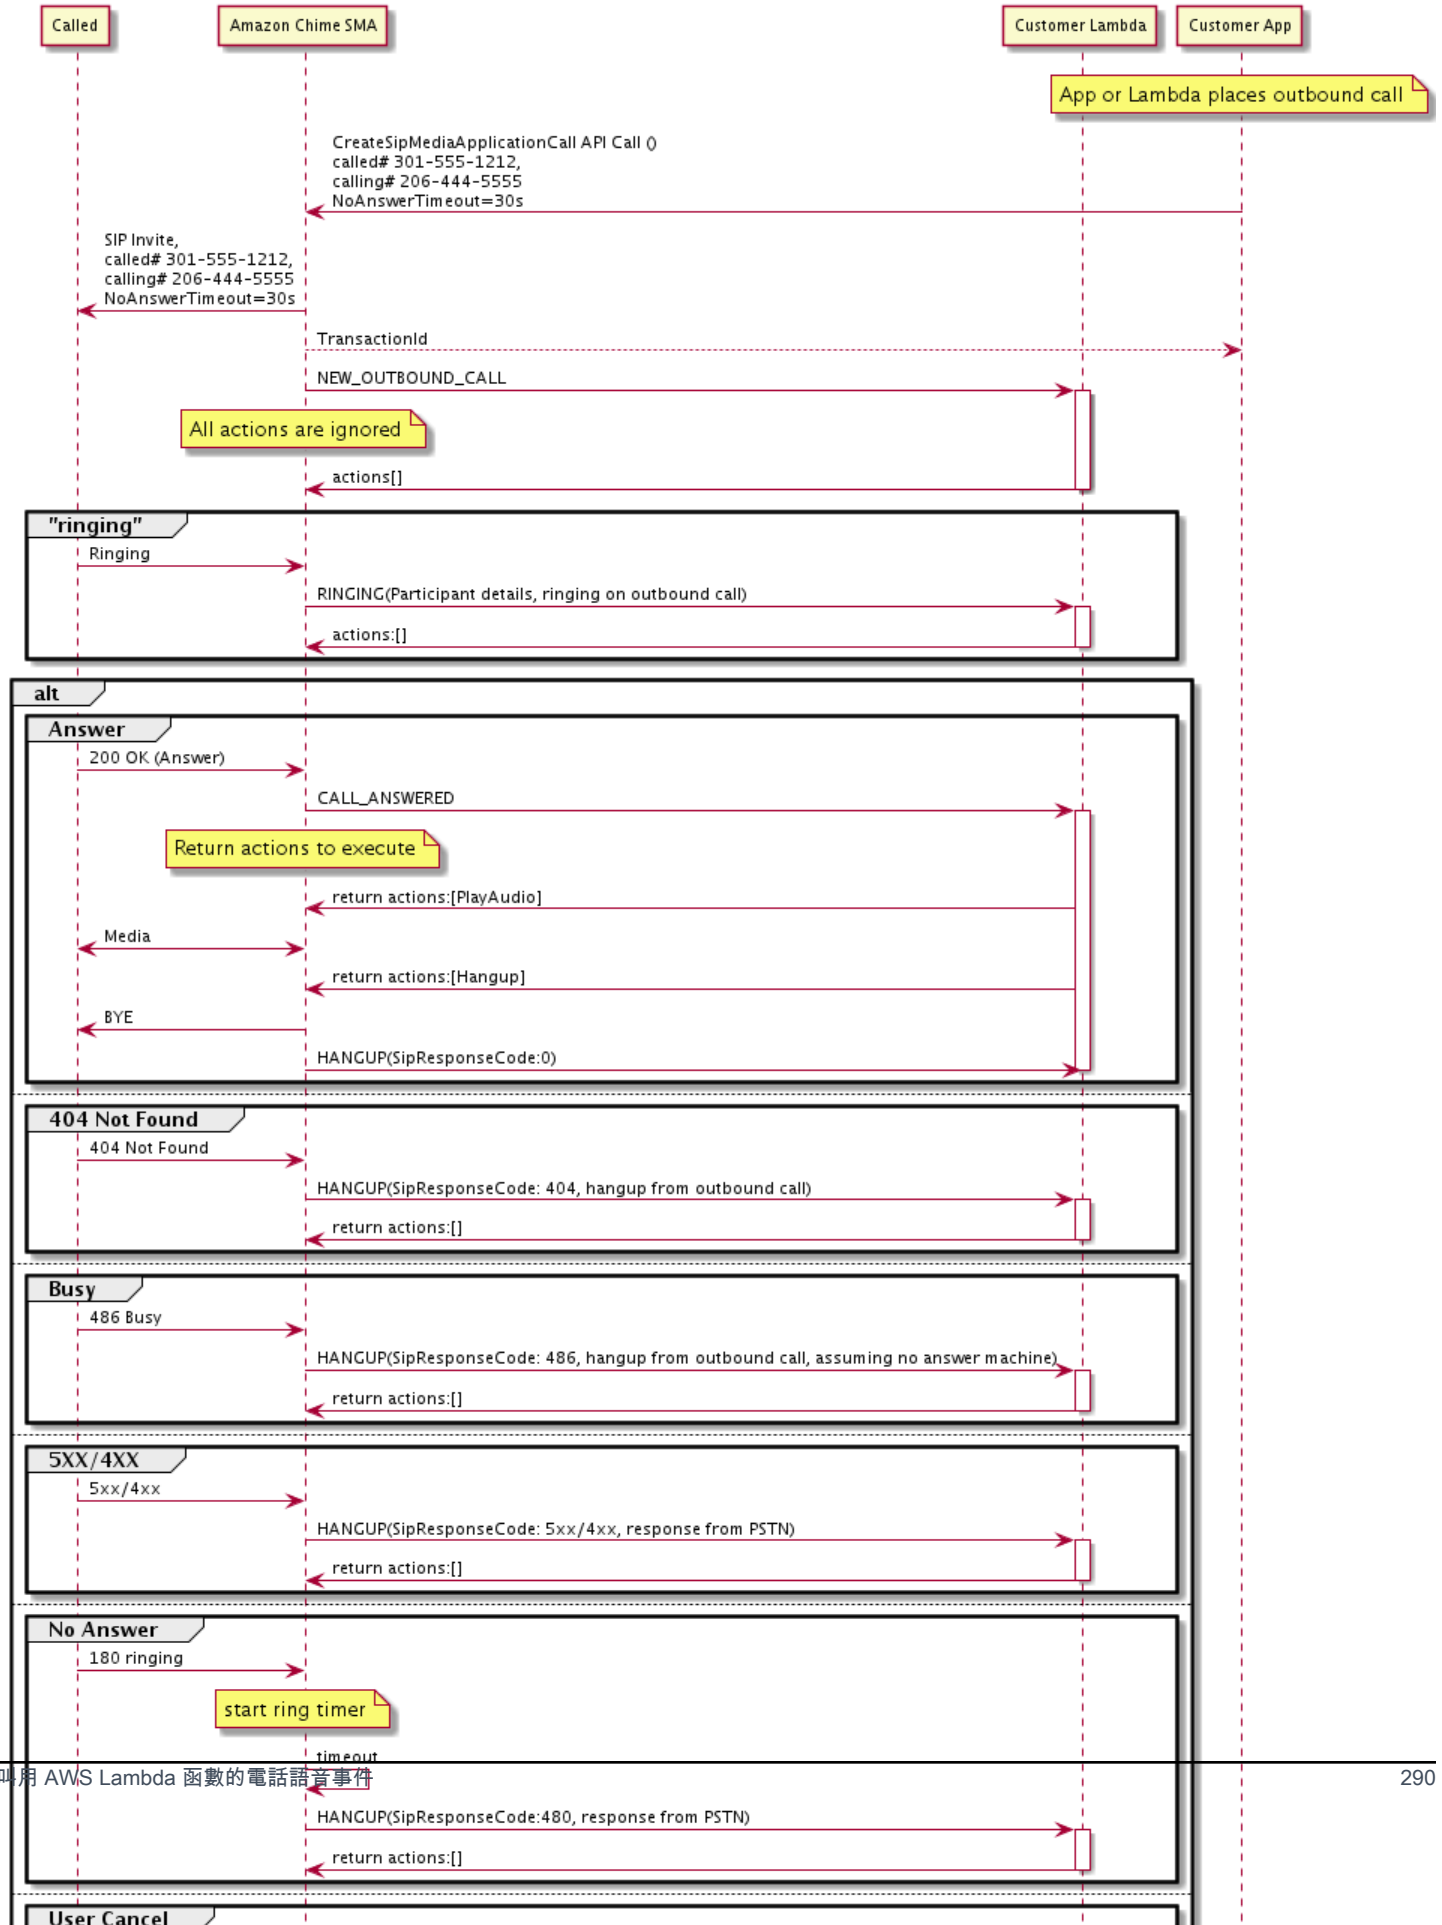 Called
Amazon Chime SMA
Customer Lambda
Customer App
App or Lambda places outbound call
CreateSipMediaApplicationCall API Call ()
called# 301-555-1212,
calling# 206-444-5555
NoAnswerTimeout=30s
SIP Invite,
called# 301-555-1212,
calling# 206-444-5555
NoAnswerTimeout=30s
TransactionId
NEW_OUTBOUND_CALL
All actions are ignored
actions[]
"ringing"
Ringing
RINGING(Participant details, ringing on outbound call)
actions:[]
alt
Answer
200 OK (Answer)
CALL_ANSWERED
Return actions to execute
return actions:[PlayAudio]
Media
return actions:[Hangup]
BYE
HANGUP(SipResponseCode:0)
404 Not Found
404 Not Found
HANGUP(SipResponseCode: 404, hangup from outbound call)
return actions:[]
Busy
486 Busy
HANGUP(SipResponseCode: 486, hangup from outbound call, assuming no answer machine)
return actions:[]
5XX/4XX
5xx/4xx
HANGUP(SipResponseCode: 5xx/4xx, response from PSTN)
return actions:[]
No Answer
180 ringing
start ring timer
timeout
叫用 AWS Lambda 函數的電話語音事件
290
HANGUP(SipResponseCode:480, response from PSTN)
return actions:[]
User Cancel